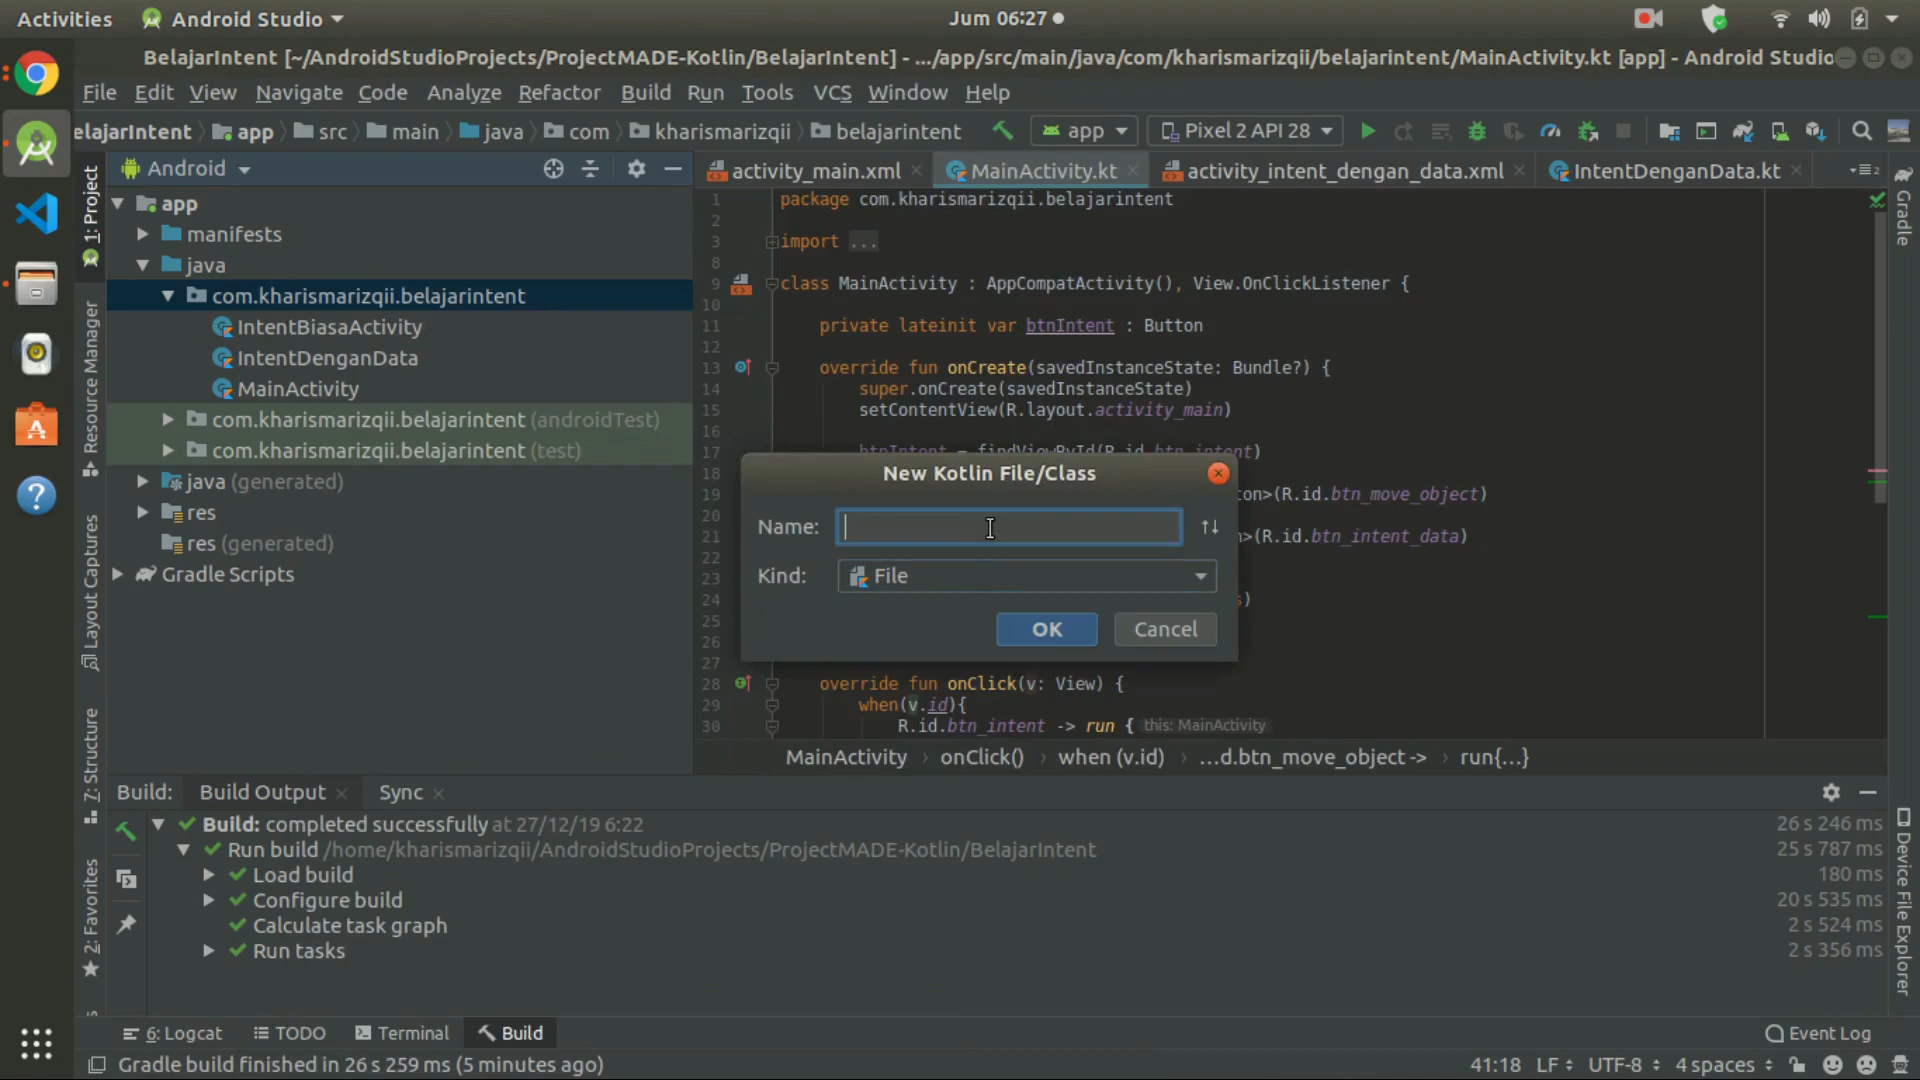 Activities
Android Studio
Jum 06:27
BelajarIntent [~/AndroidStudioProjects/ProjectMADE-Kotlin/BelajarIntent] - .../app/src/main/java/com/kharismarizqii/belajarintent/MainActivity.kt [app] - Android Studio
File Edit View Navigate Code Analyze Refactor Build Run Tools VCS Window Help
elajarIntent app src main java com kharismarizqii belajarintent
app
Pixel 2 API 28
Android
activity_main.xml
MainActivity.kt
activity_intent_dengan_data.xml
IntentDenganData.kt
2
1: Project
Resource Manager
Layout Captures
7: Structure
2: Favorites
app
manifests
java
com.kharismarizqii.belajarintent
IntentBiasaActivity
IntentDenganData
MainActivity
com.kharismarizqii.belajarintent (androidTest)
com.kharismarizqii.belajarintent (test)
java (generated)
res
res (generated)
Gradle Scripts
1 package com.kharismarizqii.belajarintent
2
3 import ...
8
9 class MainActivity : AppCompatActivity(), View.OnClickListener {
10
11 private lateinit var btnIntent : Button
12
13 override fun onCreate(savedInstanceState: Bundle?) {
14 super.onCreate(savedInstanceState)
15 setContentView(R.layout.activity_main)
16
17 btnIntent = findViewById(R.id.btn_intent)
18
19 ton>(R.id.btn_move_object)
20
21 >(R.id.btn_intent_data)
22
23
24 s)
25
26
27
28 override fun onClick(v: View) {
29 when(v.id){
30 R.id.btn_intent -> run { this: MainActivity
New Kotlin File/Class
Name:
Kind: File
OK Cancel
MainActivity onClick() when (v.id) ...d.btn_move_object-> run{...}
Gradle
Device File Explorer
Build: Build Output Sync
Build: completed successfully at 27/12/19 6:22 26 s 246 ms
Run build /home/kharismarizqii/AndroidStudioProjects/ProjectMADE-Kotlin/BelajarIntent 25 s 787 ms
Load build 180 ms
Configure build 20 s 535 ms
Calculate task graph 2 s 524 ms
Run tasks 2 s 356 ms
6: Logcat TODO Terminal Build Event Log
Gradle build finished in 26 s 259 ms (5 minutes ago) 41:18 LF UTF-8 4 spaces